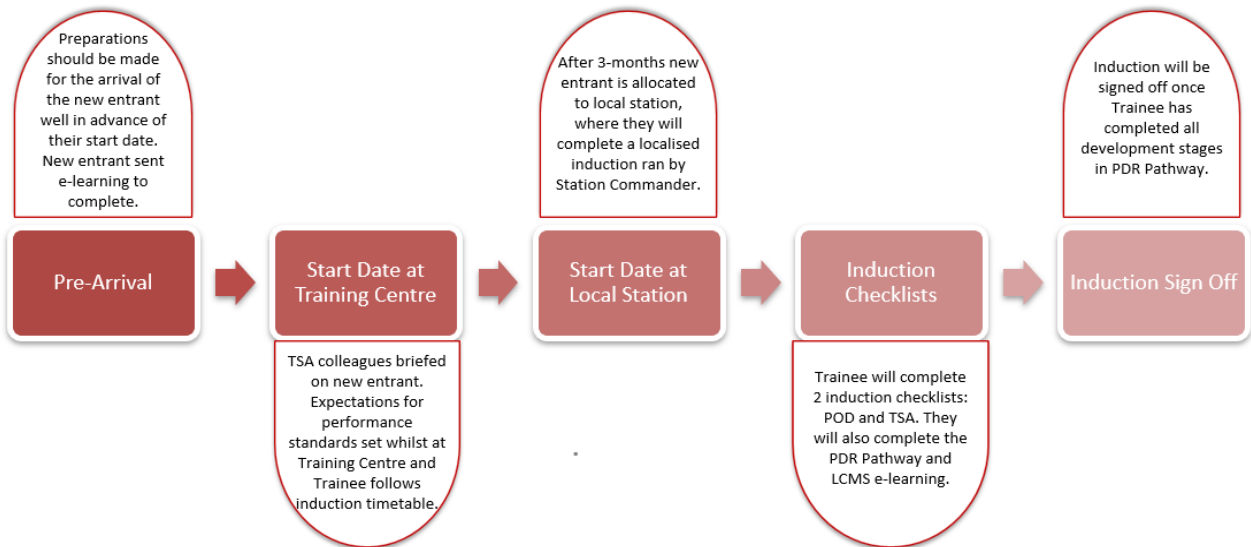 Preparations
should be made
for the arrival of
the new entrant
well in advance of
their start date.
New entrant sent
e-learning to
complete.
Pre-Arrival
Start Date at
Training Centre
TSA colleagues briefed
on new entrant.
Expectations for
performance
standards set whilst at
Training Centre and
Trainee follows
induction timetable.
After 3-months new
entrant is allocated
to local station,
where they will
complete a localised
induction ran by
Station Commander.
Start Date at
Local Station
Induction
Checklists
Trainee will complete
2 induction checklists:
POD and TSA. They
will also complete the
PDR Pathway and
LCMS e-learning.
Induction will be
signed off once
Trainee has
completed all
development stages
in PDR Pathway.
Induction Sign Off